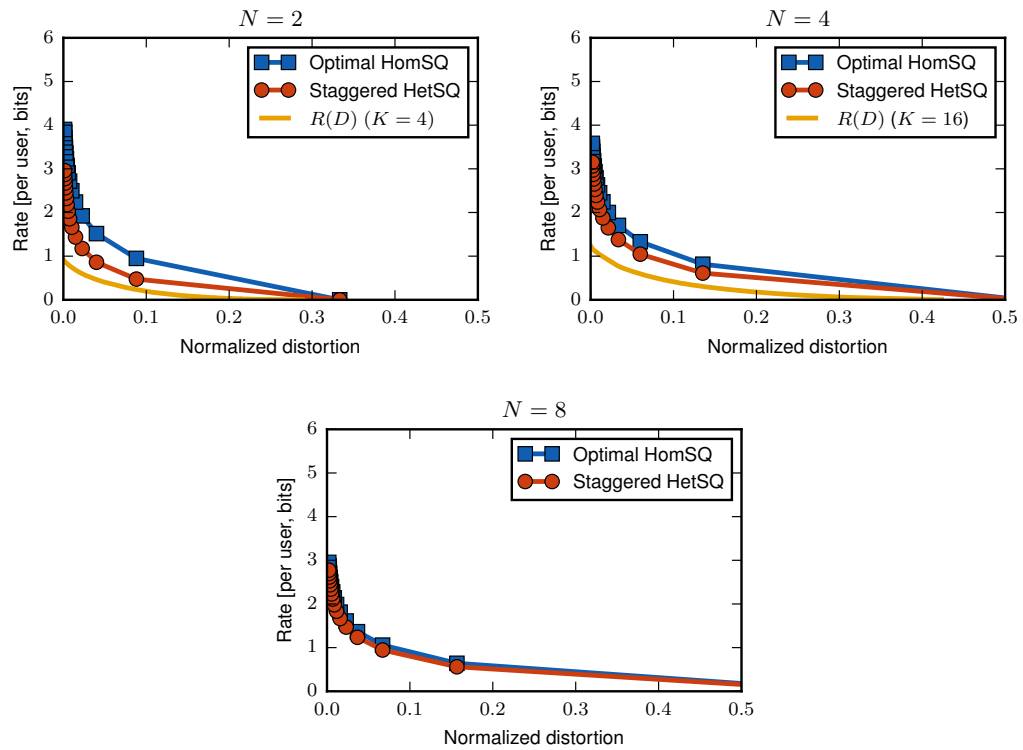 N = 2
Rate [per user, bits]
6
5
4
3
2
1
0
Optimal HomSQ
Staggered HetSQ
R(D) (K = 4)
0.0 0.1 0.2 0.3 0.4 0.5
Normalized distortion
N = 4
Rate [per user, bits]
6
5
4
3
2
1
0
Optimal HomSQ
Staggered HetSQ
R(D) (K = 16)
0.0 0.1 0.2 0.3 0.4 0.5
Normalized distortion
N = 8
Rate [per user, bits]
6
5
4
3
2
1
0
Optimal HomSQ
Staggered HetSQ
0.0 0.1 0.2 0.3 0.4 0.5
Normalized distortion